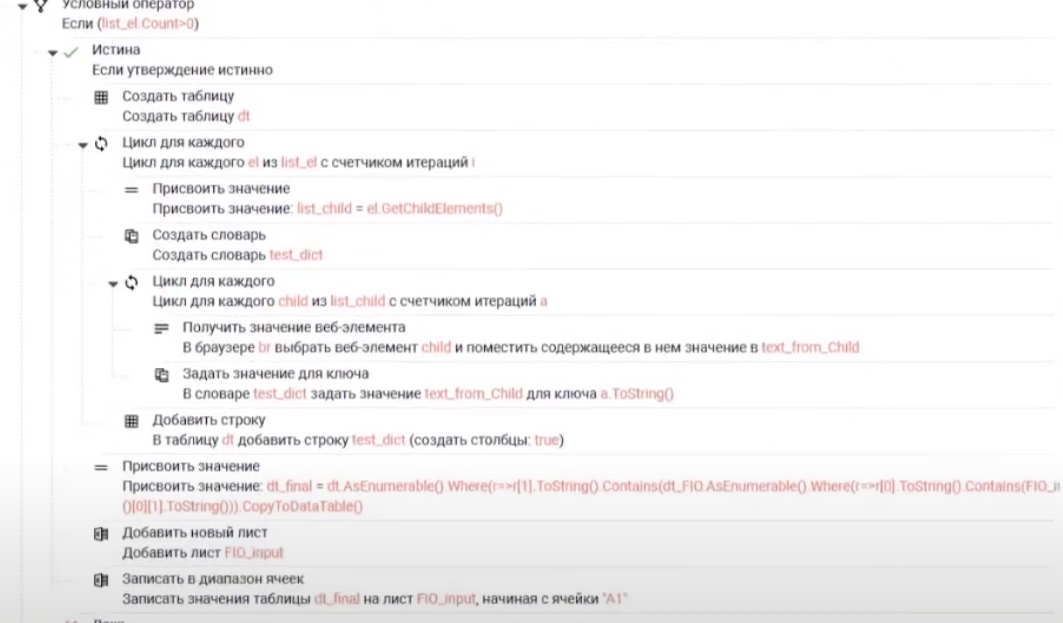 Условный оператор
Если (list_el.Count>0)
Истина
Если утверждение истинно
Создать таблицу
Создать таблицу dt
Цикл для каждого
Цикл для каждого el из list_el с счетчиком итераций i
Присвоить значение
Присвоить значение: list_child = el.GetChildElements()
Создать словарь
Создать словарь test_dict
Цикл для каждого
Цикл для каждого child из list_child с счетчиком итераций a
Получить значение веб-элемента
В браузере br выбрать веб-элемент child и поместить содержащееся в нем значение в text_from_Child
Задать значение для ключа
В словаре test_dict задать значение text_from_Child для ключа a.ToString()
Добавить строку
В таблицу dt добавить строку test_dict (создать столбцы: true)
Присвоить значение
Присвоить значение: dt_final = dt.AsEnumerable().Where(r=>r[1].ToString().Contains(dt_FIO.AsEnumerable().Where(r=>r[0].ToString().Contains(FIO_
()[0][1].ToString())).CopyToDataTable()
Добавить новый лист
Добавить лист FIO_input
Записать в диапазон ячеек
Записать значения таблицы dt_final на лист FIO_input, начиная с ячейки "A1"